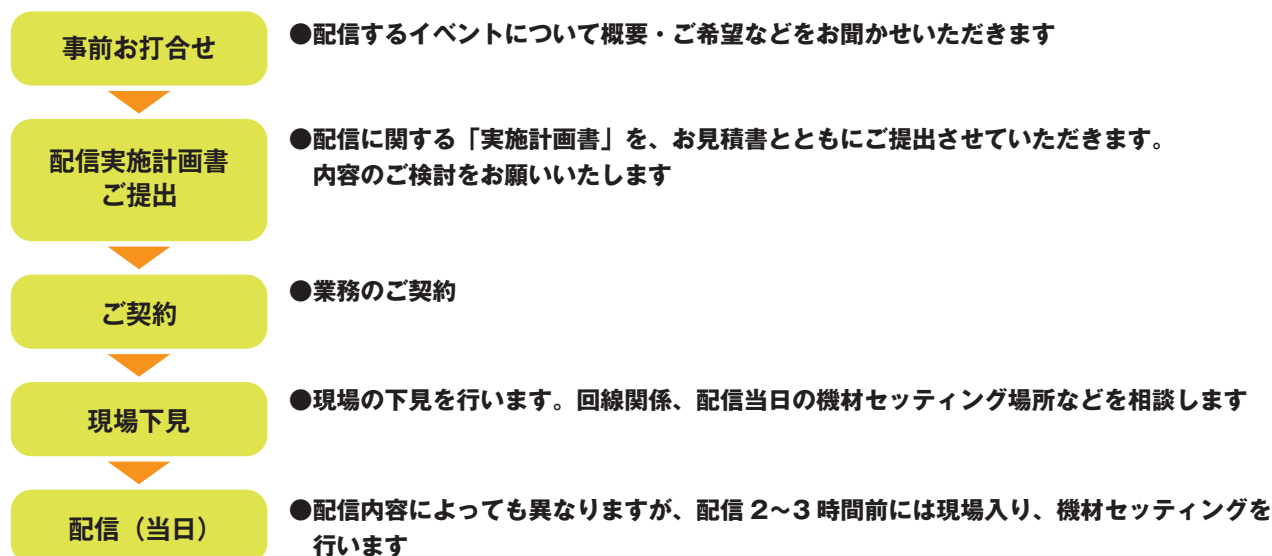 事前お打合せ
●配信するイベントについて概要・ご希望などをお聞かせいただきます
配信実施計画書
ご提出
●配信に関する「実施計画書」を、お見積書とともにご提出させていただきます。
内容のご検討をお願いいたします
ご契約
●業務のご契約
現場下見
●現場の下見を行います。回線関係、配信当日の機材セッティング場所などを相談します
配信（当日）
●配信内容によっても異なりますが、配信 2〜3 時間前には現場入り、機材セッティングを
行います